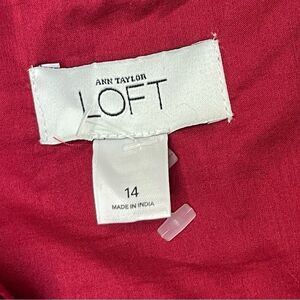 ANN TAYLOR
LOFT
14
MADE IN INDIA